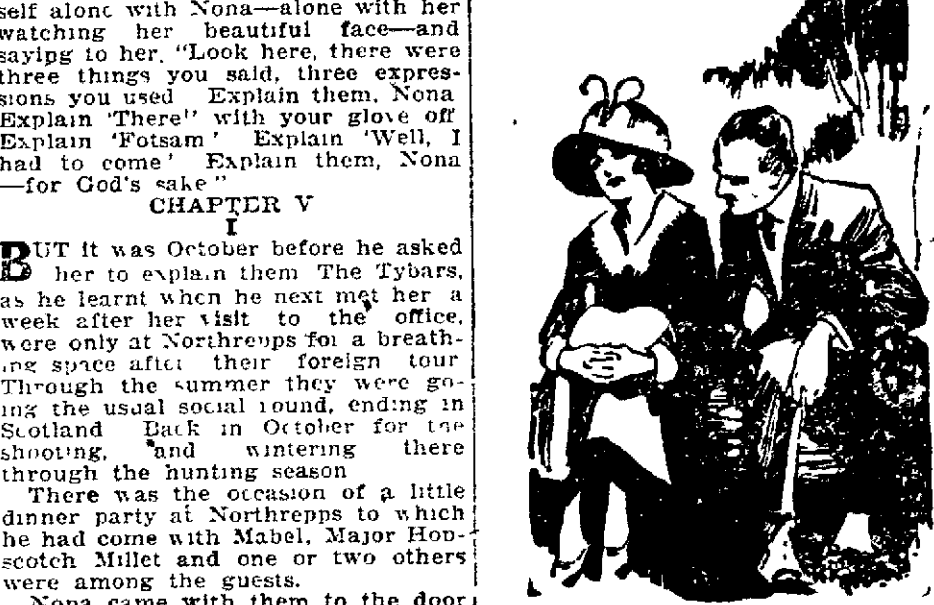 self alone with Nona—alone with her
watching her beautiful face—and
saying to her, "Look here, there were
three things you said, three expres-
sions you used Explain them, Nona
Explain 'There!' with your glove off
Explain 'Fotsam' Explain 'Well, I
had to come' Explain them, Nona
—for God's sake"
CHAPTER V
I
BUT it was October before he asked
her to explain them The Tybars,
as he learnt when he next met her a
week after her visit to the office,
were only at Northrepps for a breath-
ing space after their foreign tour
Through the summer they were go-
ing the usual social round, ending in
Scotland Back in October for the
shooting, and wintering there
through the hunting season
There was the occasion of a little
dinner party at Northrepps to which
he had come with Mabel, Major Hop-
scotch Millet and one or two others
were among the guests.
Nona came with them to the door